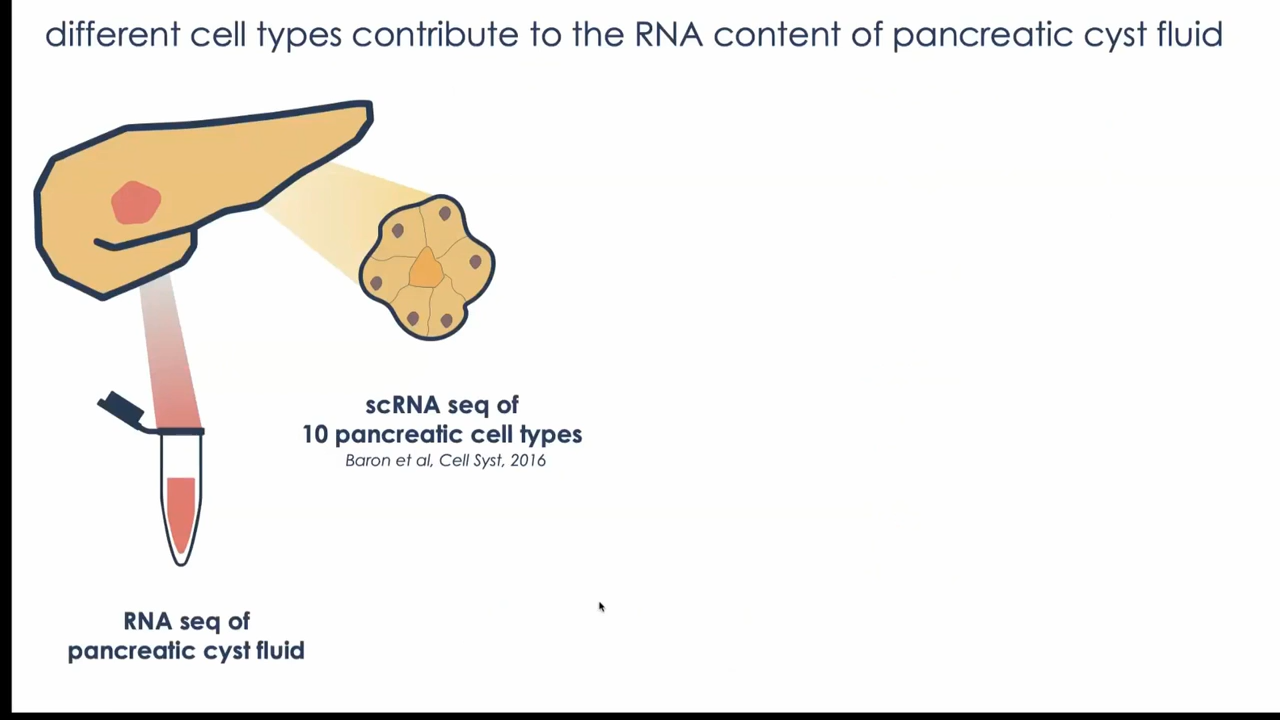 different cell types contribute to the RNA content of pancreatic cyst fluid
scRNA seq of
10 pancreatic cell types
Baron et al, Cell Syst, 2016
RNA seq of
pancreatic cyst fluid